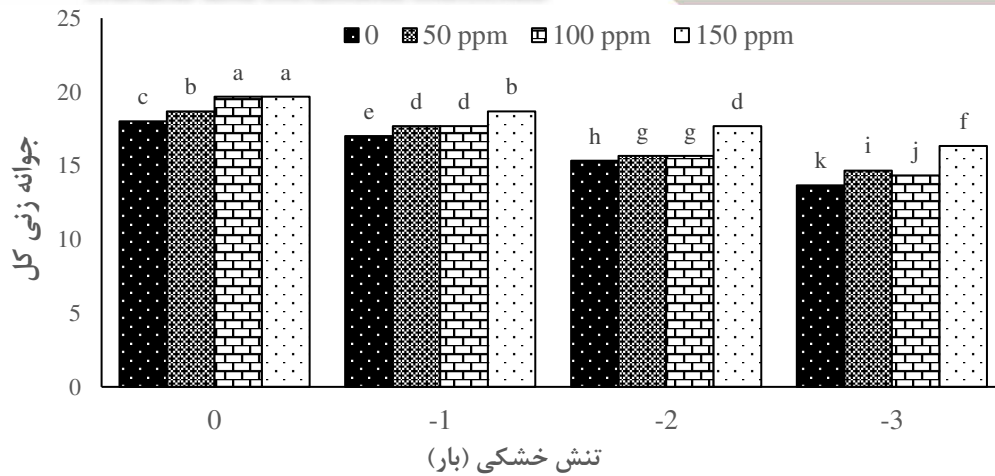 25
20
15
10
5
0
جوانه زنی کل
0 50 ppm 100 ppm 150 ppm
c b a a
e d d b
h g g d
k i j f
0 -1 -2 -3
تنش خشکی (بار)